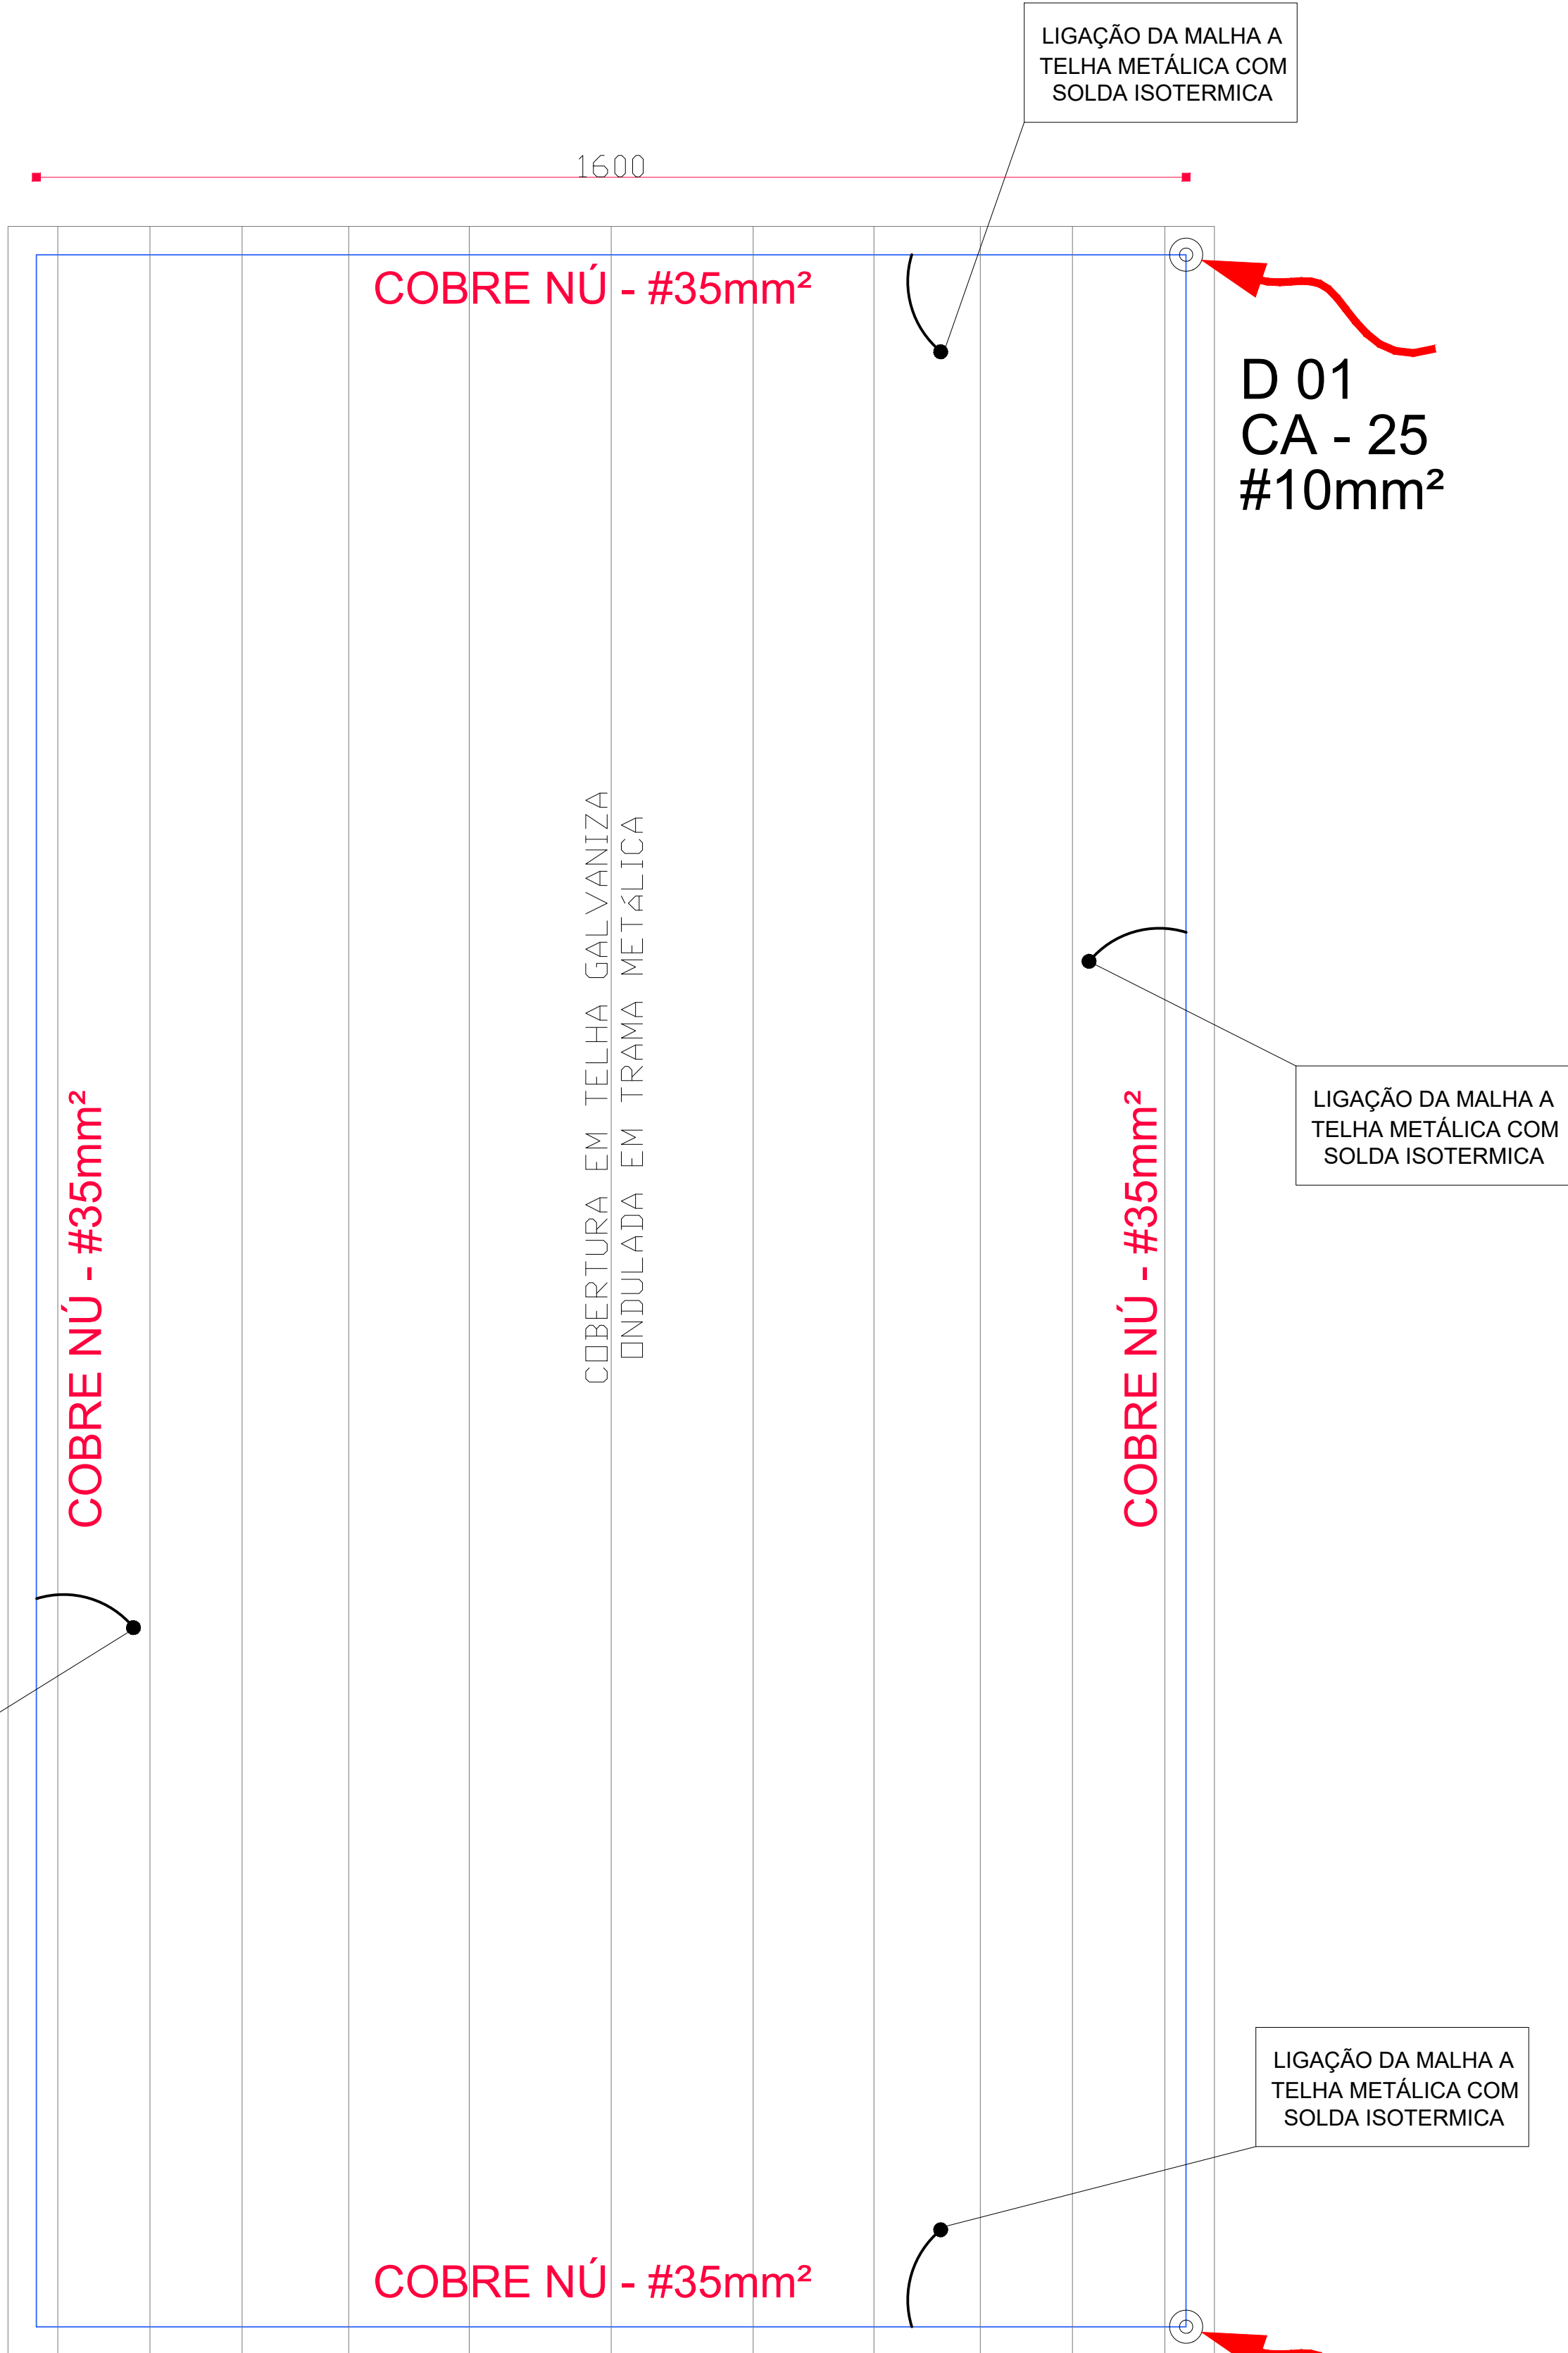 LIGAÇÃO DA MALHA A
TELHA METÁLICA COM
SOLDA ISOTERMICA
1600
COBRE NÚ - #35mm²
D 01
CA - 25
#10mm²
COBERTURA EM TELHA GALVANIZA
ONDULADA EM TRAMA METÁLICA
LIGAÇÃO DA MALHA A
TELHA METÁLICA COM
SOLDA ISOTERMICA
COBRE NÚ - #35mm²
COBRE NÚ - #35mm²
LIGAÇÃO DA MALHA A
TELHA METÁLICA COM
SOLDA ISOTERMICA
COBRE NÚ - #35mm²